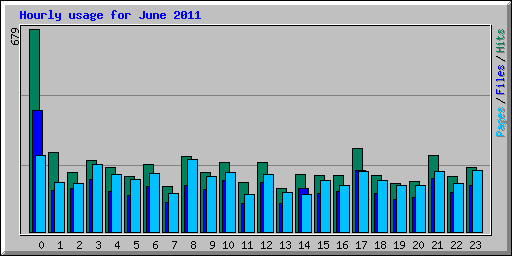 Hourly usage for June 2011
679
Pages / Files / Hits
0 1 2 3 4 5 6 7 8 9 10 11 12 13 14 15 16 17 18 19 20 21 22 23